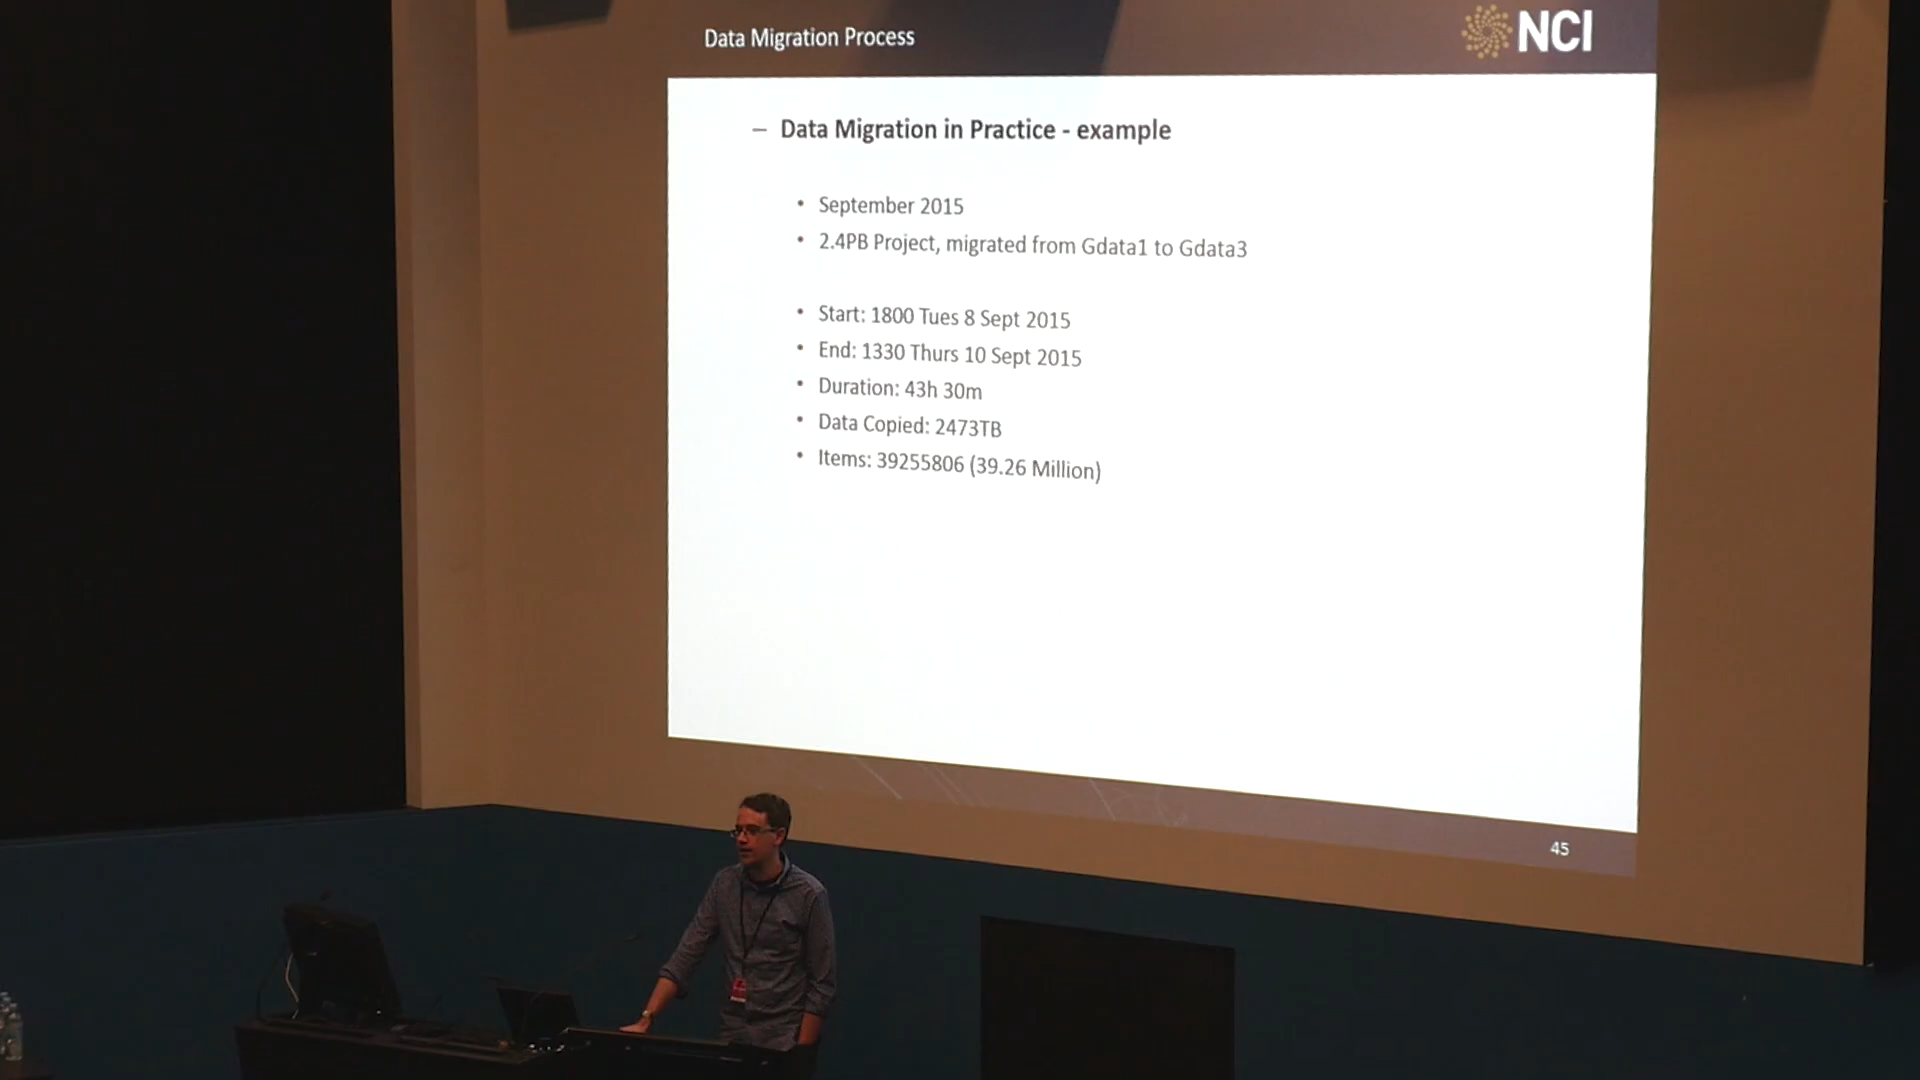 Data Migration Process
NCI
– Data Migration in Practice - example
• September 2015
• 2.4PB Project, migrated from Gdata1 to Gdata3
• Start: 1800 Tues 8 Sept 2015
• End: 1330 Thurs 10 Sept 2015
• Duration: 43h 30m
• Data Copied: 2473TB
• Items: 39255806 (39.26 Million)
45